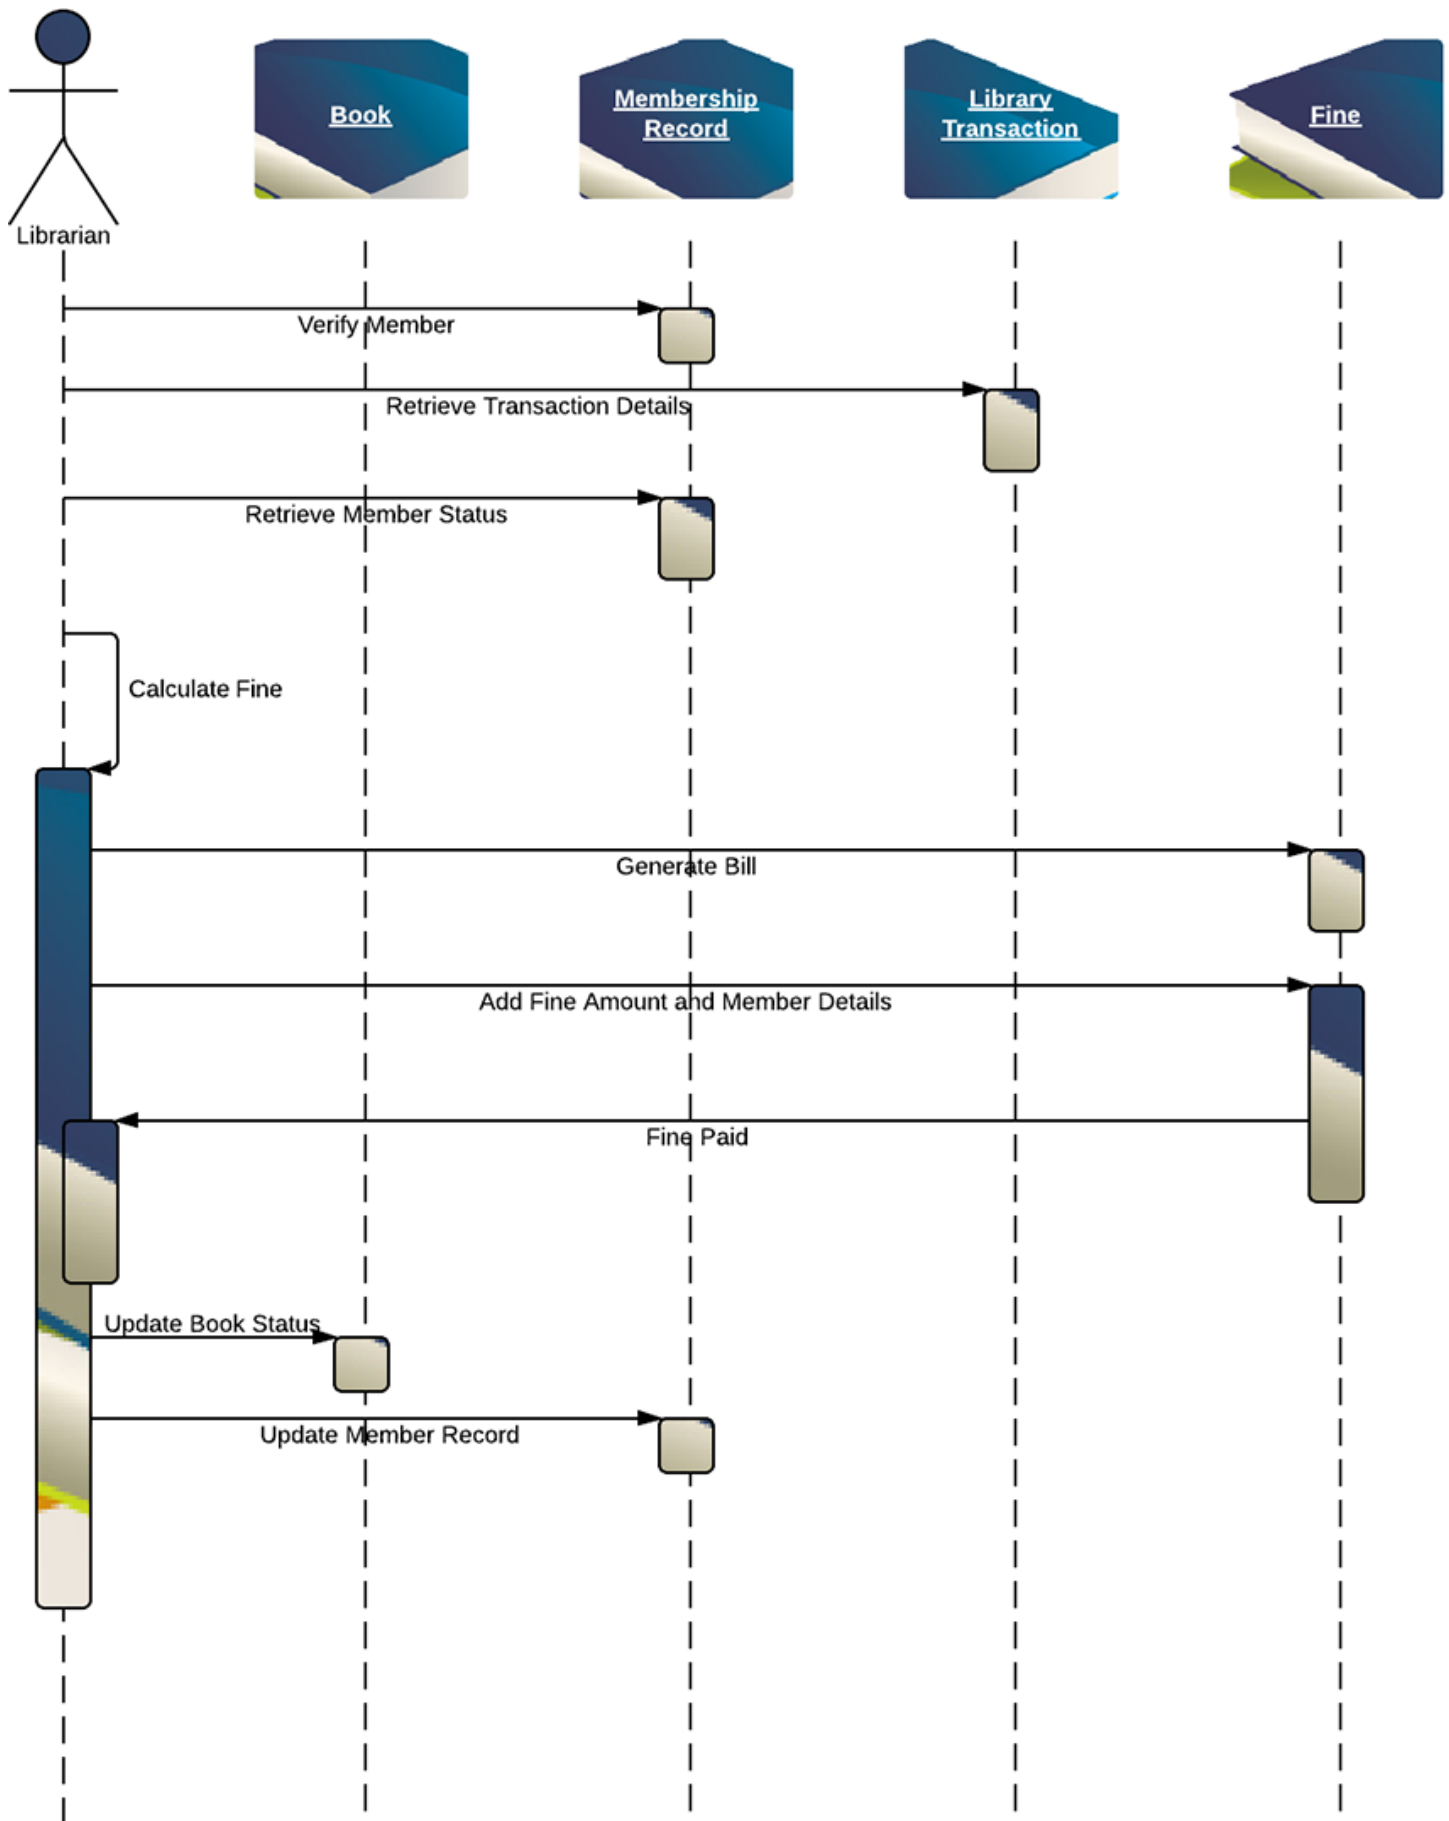 Book
Membership
Record
Library
Transaction
Fine
Librarian
Verify Member
Retrieve Transaction Details
Retrieve Member Status
Calculate Fine
Generate Bill
Add Fine Amount and Member Details
Fine Paid
Update Book Status
Update Member Record